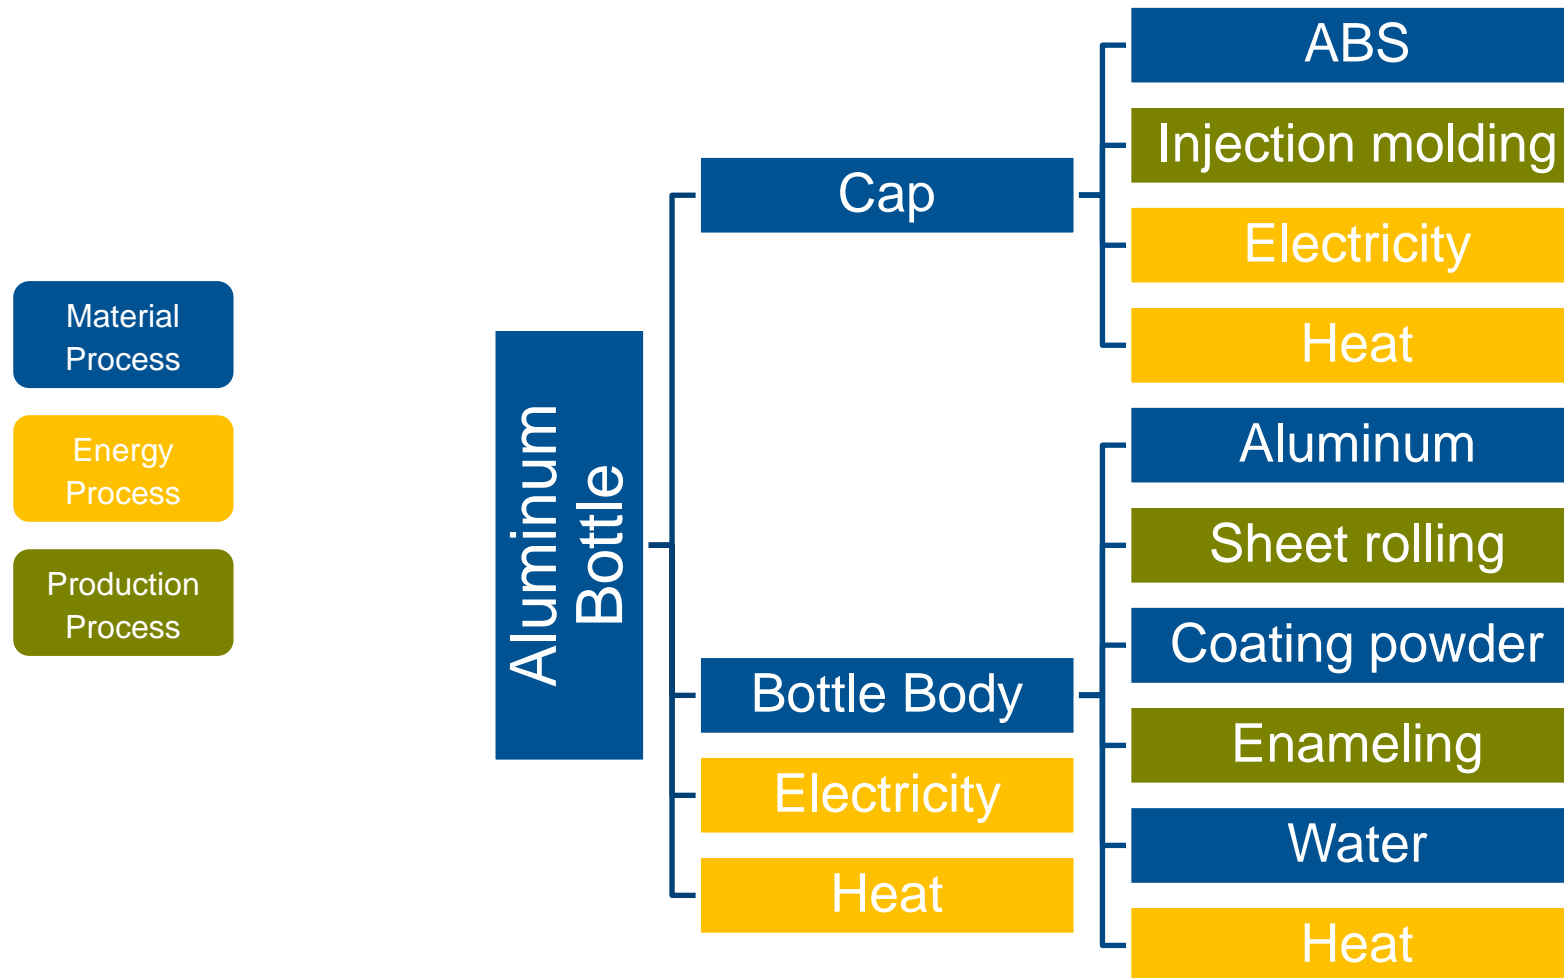 Material
Process
Energy
Process
Production
Process
Aluminum
Bottle
Cap
Bottle Body
Electricity
Heat
ABS
Injection molding
Electricity
Heat
Aluminum
Sheet rolling
Coating powder
Enameling
Water
Heat